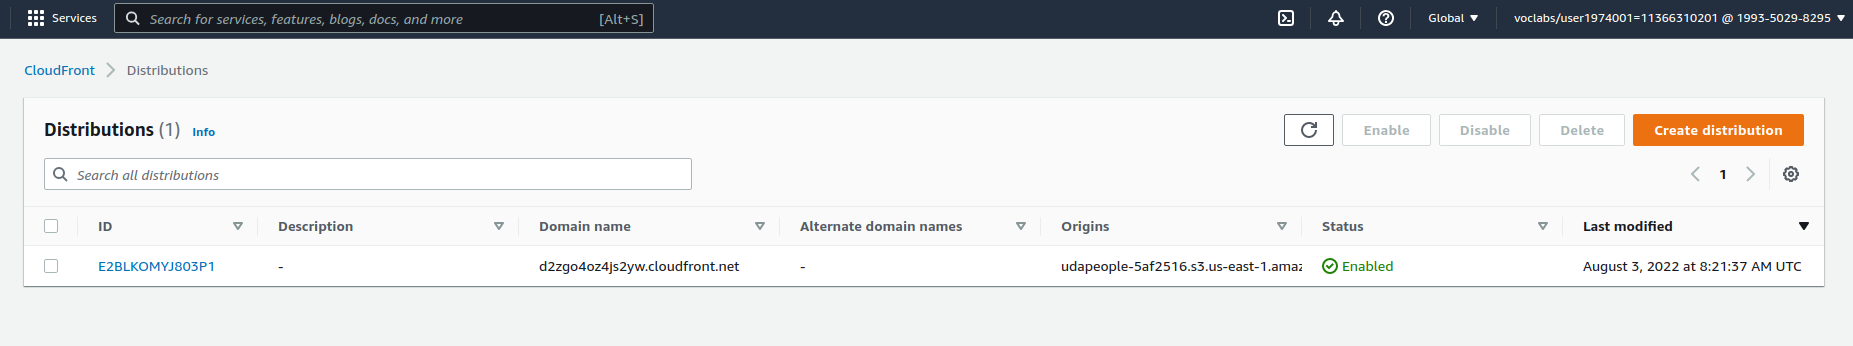 Services Search for services, features, blogs, docs, and more [Alt+S] Global voclabs/user1974001=11366310201 @ 1993-5029-8295
CloudFront Distributions
Distributions (1) Info Enable Disable Delete Create distribution
Search all distributions 1
ID Description Domain name Alternate domain names Origins Status Last modified
E2BLKOMYJ803P1 - d2zgo4oz4js2yw.cloudfront.net - udapeople-5af2516.s3.us-east-1.amaz Enabled August 3, 2022 at 8:21:37 AM UTC